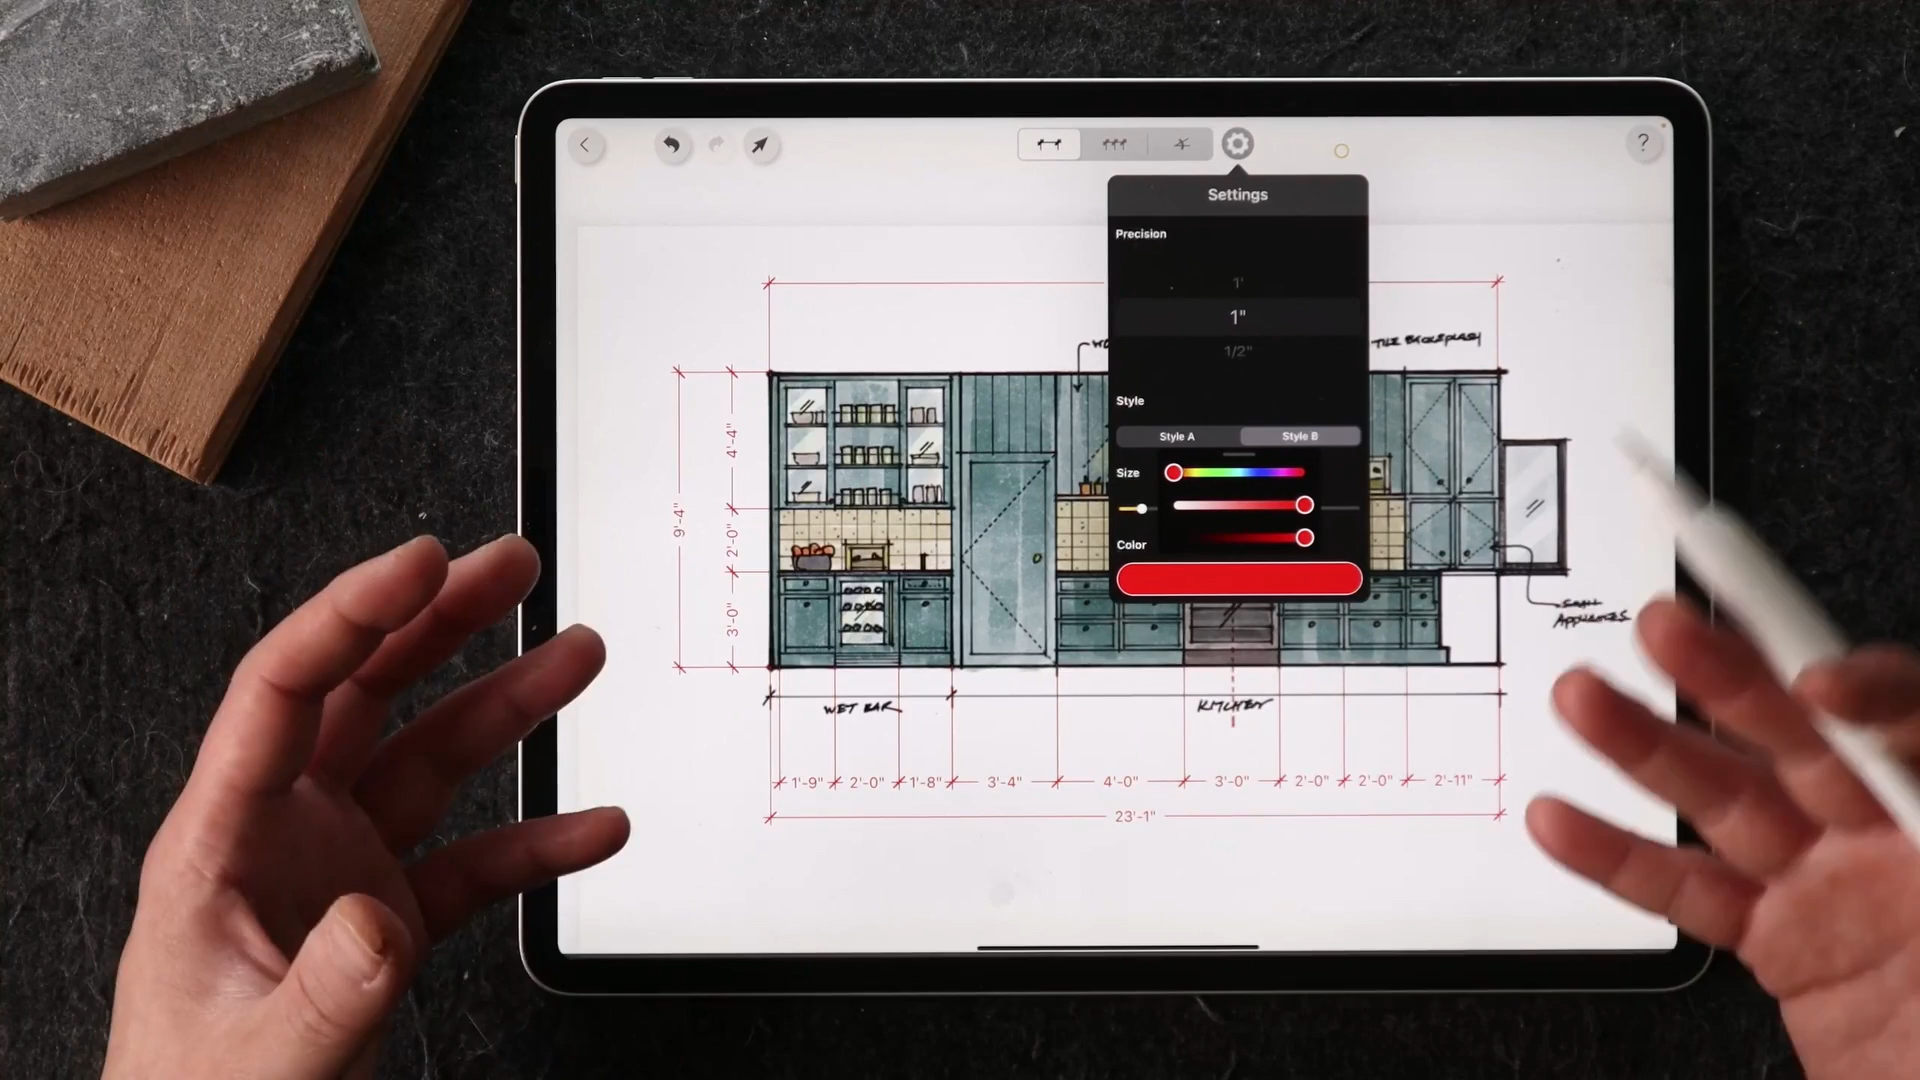 ?
Settings
Precision
1'
1"
1/2"
TILE BACKSPLASH
Style
Style A
Style B
Size
Color
4'-4"
9'-4"
2'-0"
3'-0"
SMALL
APPLIANCES
WET BAR
KITCHEN
1'-9"
2'-0"
1'-8"
3'-4"
4'-0"
3'-0"
2'-0"
2'-0"
2'-11"
23'-1"